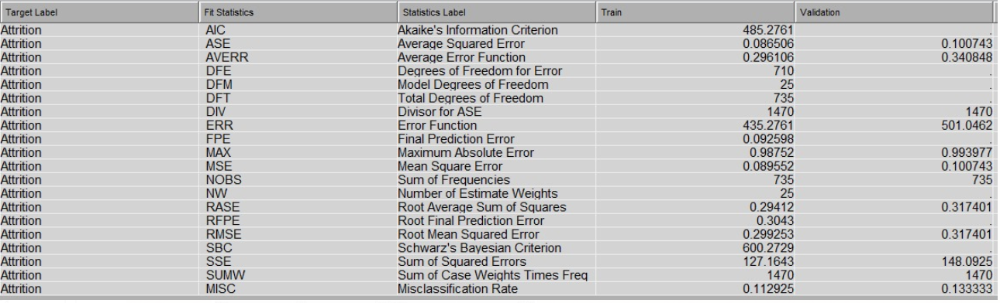 Target Label Fit Statistics Statistics Label Train Validation
Attrition AIC Akaike's Information Criterion 485.2761 .
Attrition ASE Average Squared Error 0.086506 0.100743
Attrition AVERR Average Error Function 0.296106 0.340848
Attrition DFE Degrees of Freedom for Error 710 .
Attrition DFM Model Degrees of Freedom 25 .
Attrition DFT Total Degrees of Freedom 735 .
Attrition DIV Divisor for ASE 1470 1470
Attrition ERR Error Function 435.2761 501.0462
Attrition FPE Final Prediction Error 0.092598 .
Attrition MAX Maximum Absolute Error 0.98752 0.993977
Attrition MSE Mean Square Error 0.089552 0.100743
Attrition NOBS Sum of Frequencies 735 735
Attrition NW Number of Estimate Weights 25 .
Attrition RASE Root Average Sum of Squares 0.29412 0.317401
Attrition RFPE Root Final Prediction Error 0.3043 .
Attrition RMSE Root Mean Squared Error 0.299253 0.317401
Attrition SBC Schwarz's Bayesian Criterion 600.2729 .
Attrition SSE Sum of Squared Errors 127.1643 148.0925
Attrition SUMW Sum of Case Weights Times Freq 1470 1470
Attrition MISC Misclassification Rate 0.112925 0.133333